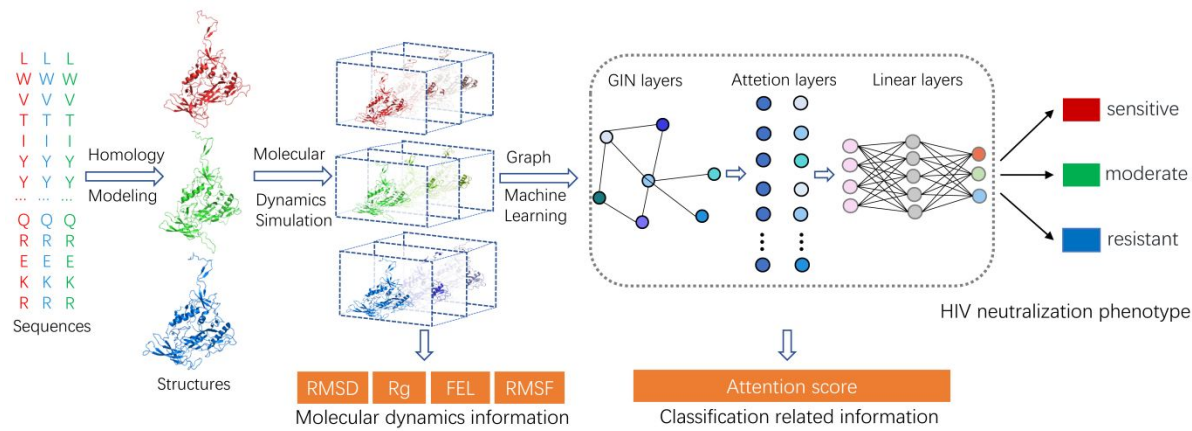 L L L
W W W
V V V
T T T
I I I
Y Y Y
Y Y Y
... ... ...
Q Q Q
R R R
E E E
K K K
R R R
Sequences
Homology
Modeling
Structures
Molecular
Dynamics
Simulation
Graph
Machine
Learning
GIN layers
Attetion layers
Linear layers
sensitive
moderate
resistant
HIV neutralization phenotype
RMSD
Rg
FEL
RMSF
Molecular dynamics information
Attention score
Classification related information